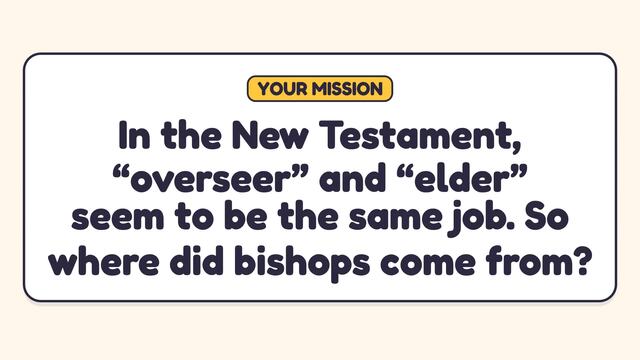 YOUR MISSION
In the New Testament,
“overseer” and “elder”
seem to be the same job. So
where did bishops come from?